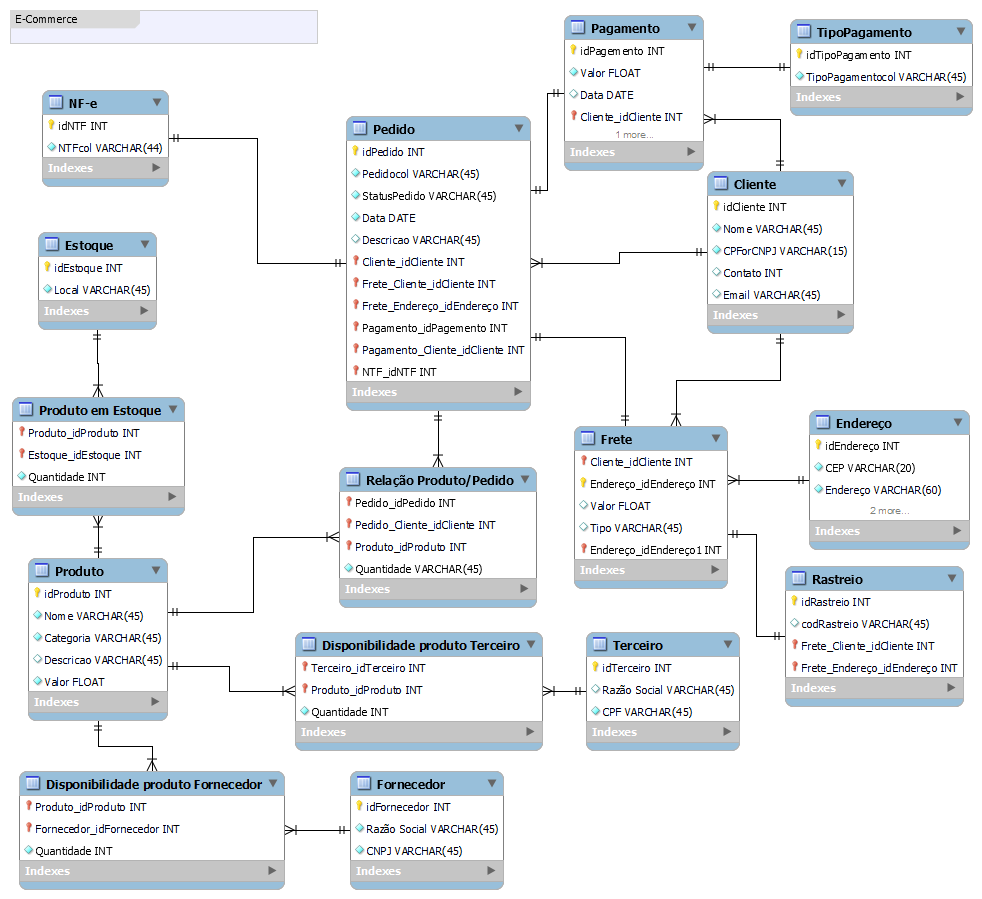 E-Commerce
Pagamento
idPagemento INT
Valor FLOAT
Data DATE
Cliente_idCliente INT
1 more...
Indexes
TipoPagamento
idTipoPagamento INT
TipoPagamentocol VARCHAR(45)
Indexes
NF-e
idNTF INT
NTFcol VARCHAR(44)
Indexes
Pedido
idPedido INT
Pedidocol VARCHAR(45)
StatusPedido VARCHAR(45)
Data DATE
Descricao VARCHAR(45)
Cliente_idCliente INT
Frete_Cliente_idCliente INT
Frete_Endereço_idEndereço INT
Pagamento_idPagemento INT
Pagamento_Cliente_idCliente INT
NTF_idNTF INT
Indexes
Cliente
idCliente INT
Nome VARCHAR(45)
CPForCNPJ VARCHAR(15)
Contato INT
Email VARCHAR(45)
Indexes
Estoque
idEstoque INT
Local VARCHAR(45)
Indexes
Produto em Estoque
Produto_idProduto INT
Estoque_idEstoque INT
Quantidade INT
Indexes
Relação Produto/Pedido
Pedido_idPedido INT
Pedido_Cliente_idCliente INT
Produto_idProduto INT
Quantidade VARCHAR(45)
Indexes
Frete
Cliente_idCliente INT
Endereço_idEndereço INT
Valor FLOAT
Tipo VARCHAR(45)
Endereço_idEndereço1 INT
Indexes
Endereço
idEndereço INT
CEP VARCHAR(20)
Endereço VARCHAR(60)
2 more...
Indexes
Produto
idProduto INT
Nome VARCHAR(45)
Categoria VARCHAR(45)
Descricao VARCHAR(45)
Valor FLOAT
Indexes
Rastreio
idRastreio INT
codRastreio VARCHAR(45)
Frete_Cliente_idCliente INT
Frete_Endereço_idEndereço INT
Indexes
Disponibilidade produto Terceiro
Terceiro_idTerceiro INT
Produto_idProduto INT
Quantidade INT
Indexes
Terceiro
idTerceiro INT
Razão Social VARCHAR(45)
CPF VARCHAR(45)
Indexes
Disponibilidade produto Fornecedor
Produto_idProduto INT
Fornecedor_idFornecedor INT
Quantidade INT
Indexes
Fornecedor
idFornecedor INT
Razão Social VARCHAR(45)
CNPJ VARCHAR(45)
Indexes